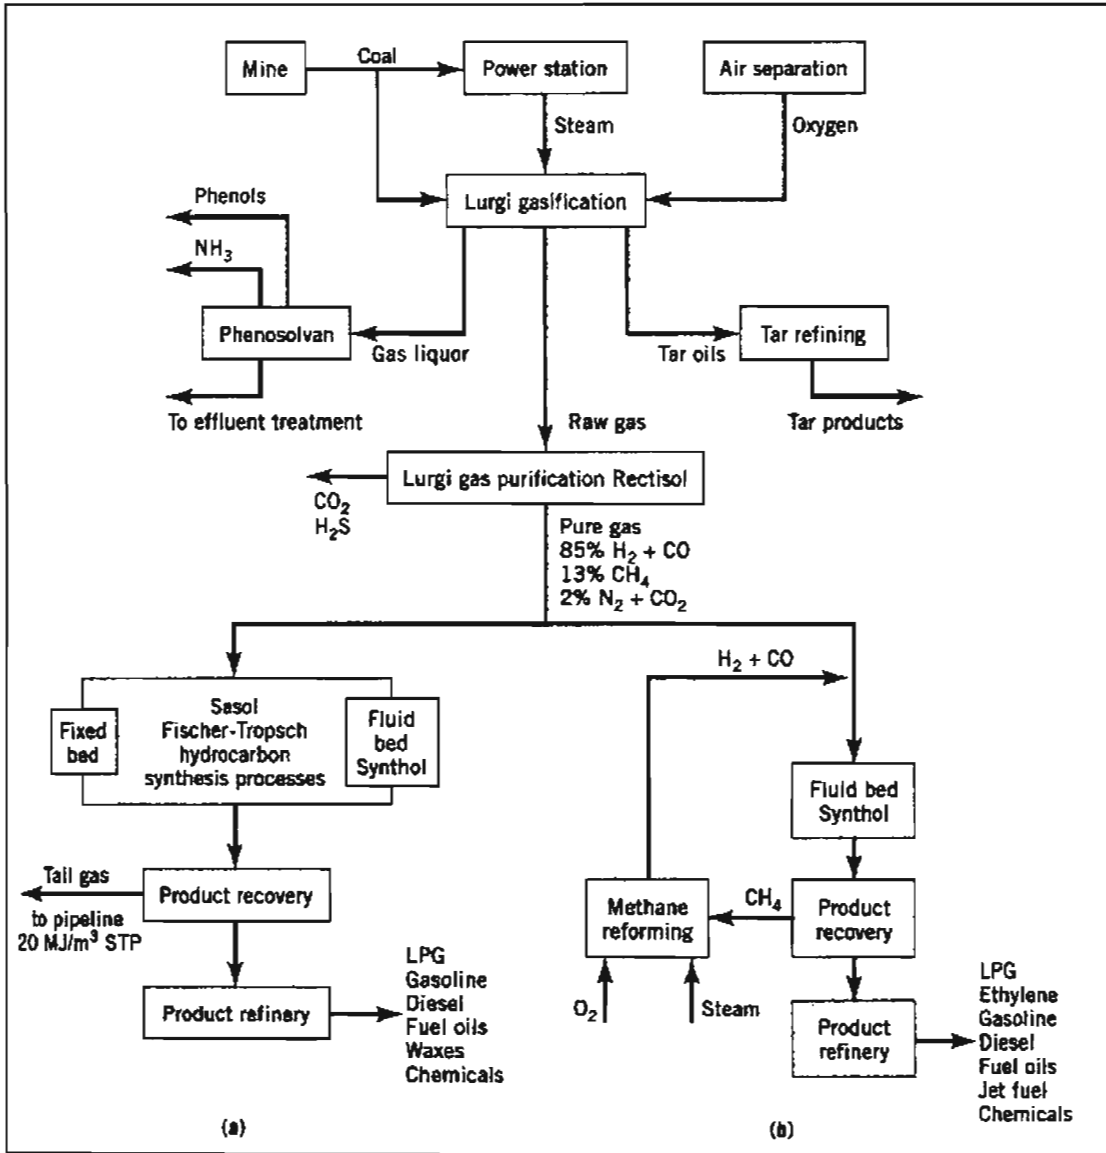 Coal
Mine
Power station
Air separation
Steam
Oxygen
Lurgi gasification
Phenols
NH3
Phenosolvan
Gas liquor
Tar oils
Tar refining
To effluent treatment
Tar products
Raw gas
Lurgi gas purification Rectisol
CO2
H2S
Pure gas
85% H2 + CO
13% CH4
2% N2 + CO2
Fixed
bed
Sasol
Fischer-Tropsch
hydrocarbon
synthesis processes
Fluid
bed
Synthol
Tail gas
to pipeline
20 MJ/m³ STP
Product recovery
Product refinery
LPG
Gasoline
Diesel
Fuel oils
Waxes
Chemicals
(a)
H2 + CO
Fluid bed
Synthol
Methane
reforming
CH4
Product
recovery
O2
Steam
Product
refinery
LPG
Ethylene
Gasoline
Diesel
Fuel oils
Jet fuel
Chemicals
(b)